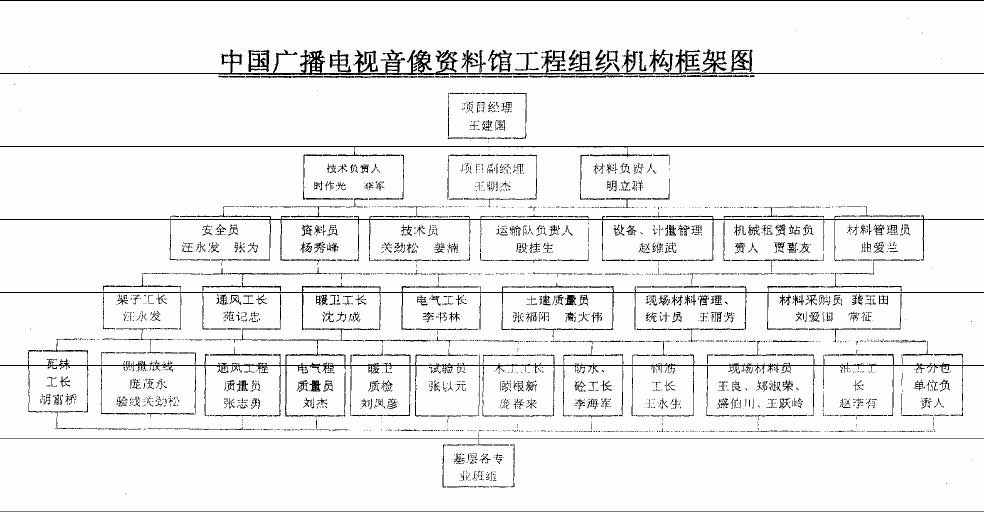 中国广播电视音像资料馆工程组织机构框架图
项目经理
王建国
技术负责人
时作光 李军
项目副经理
王朝杰
材料负责人
明立群
安全员
汪永发 张为
资料员
杨秀峰
技术员
关劲松 姜楠
运输队负责人
殷桂生
设备、计量管理
赵维武
机械租赁站负
责人 贾喜友
材料管理员
曲爱兰
架子工长
汪永发
通风工长
苑记忠
暖卫工长
沈力成
电气工长
李书林
土建质量员
张福阳 高大伟
现场材料管理、
统计员 王丽芳
材料采购员 龚玉田
刘爱国 常征
工长
胡富桥
测量放线
庞茂永
验线关劲松
通风工程
质量员
张志勇
电气程
质量员
刘杰
暖卫
质检
刘凤彦
试验员
张以元
木工工长
顾根新
庞春来
防水、
砼工长
李海军
钢筋
工长
王永生
现场材料员
王良、郑淑荣、
盛伯川、王跃岭
油工工
长
赵李有
各分包
单位负
责人
基层各专
业班组